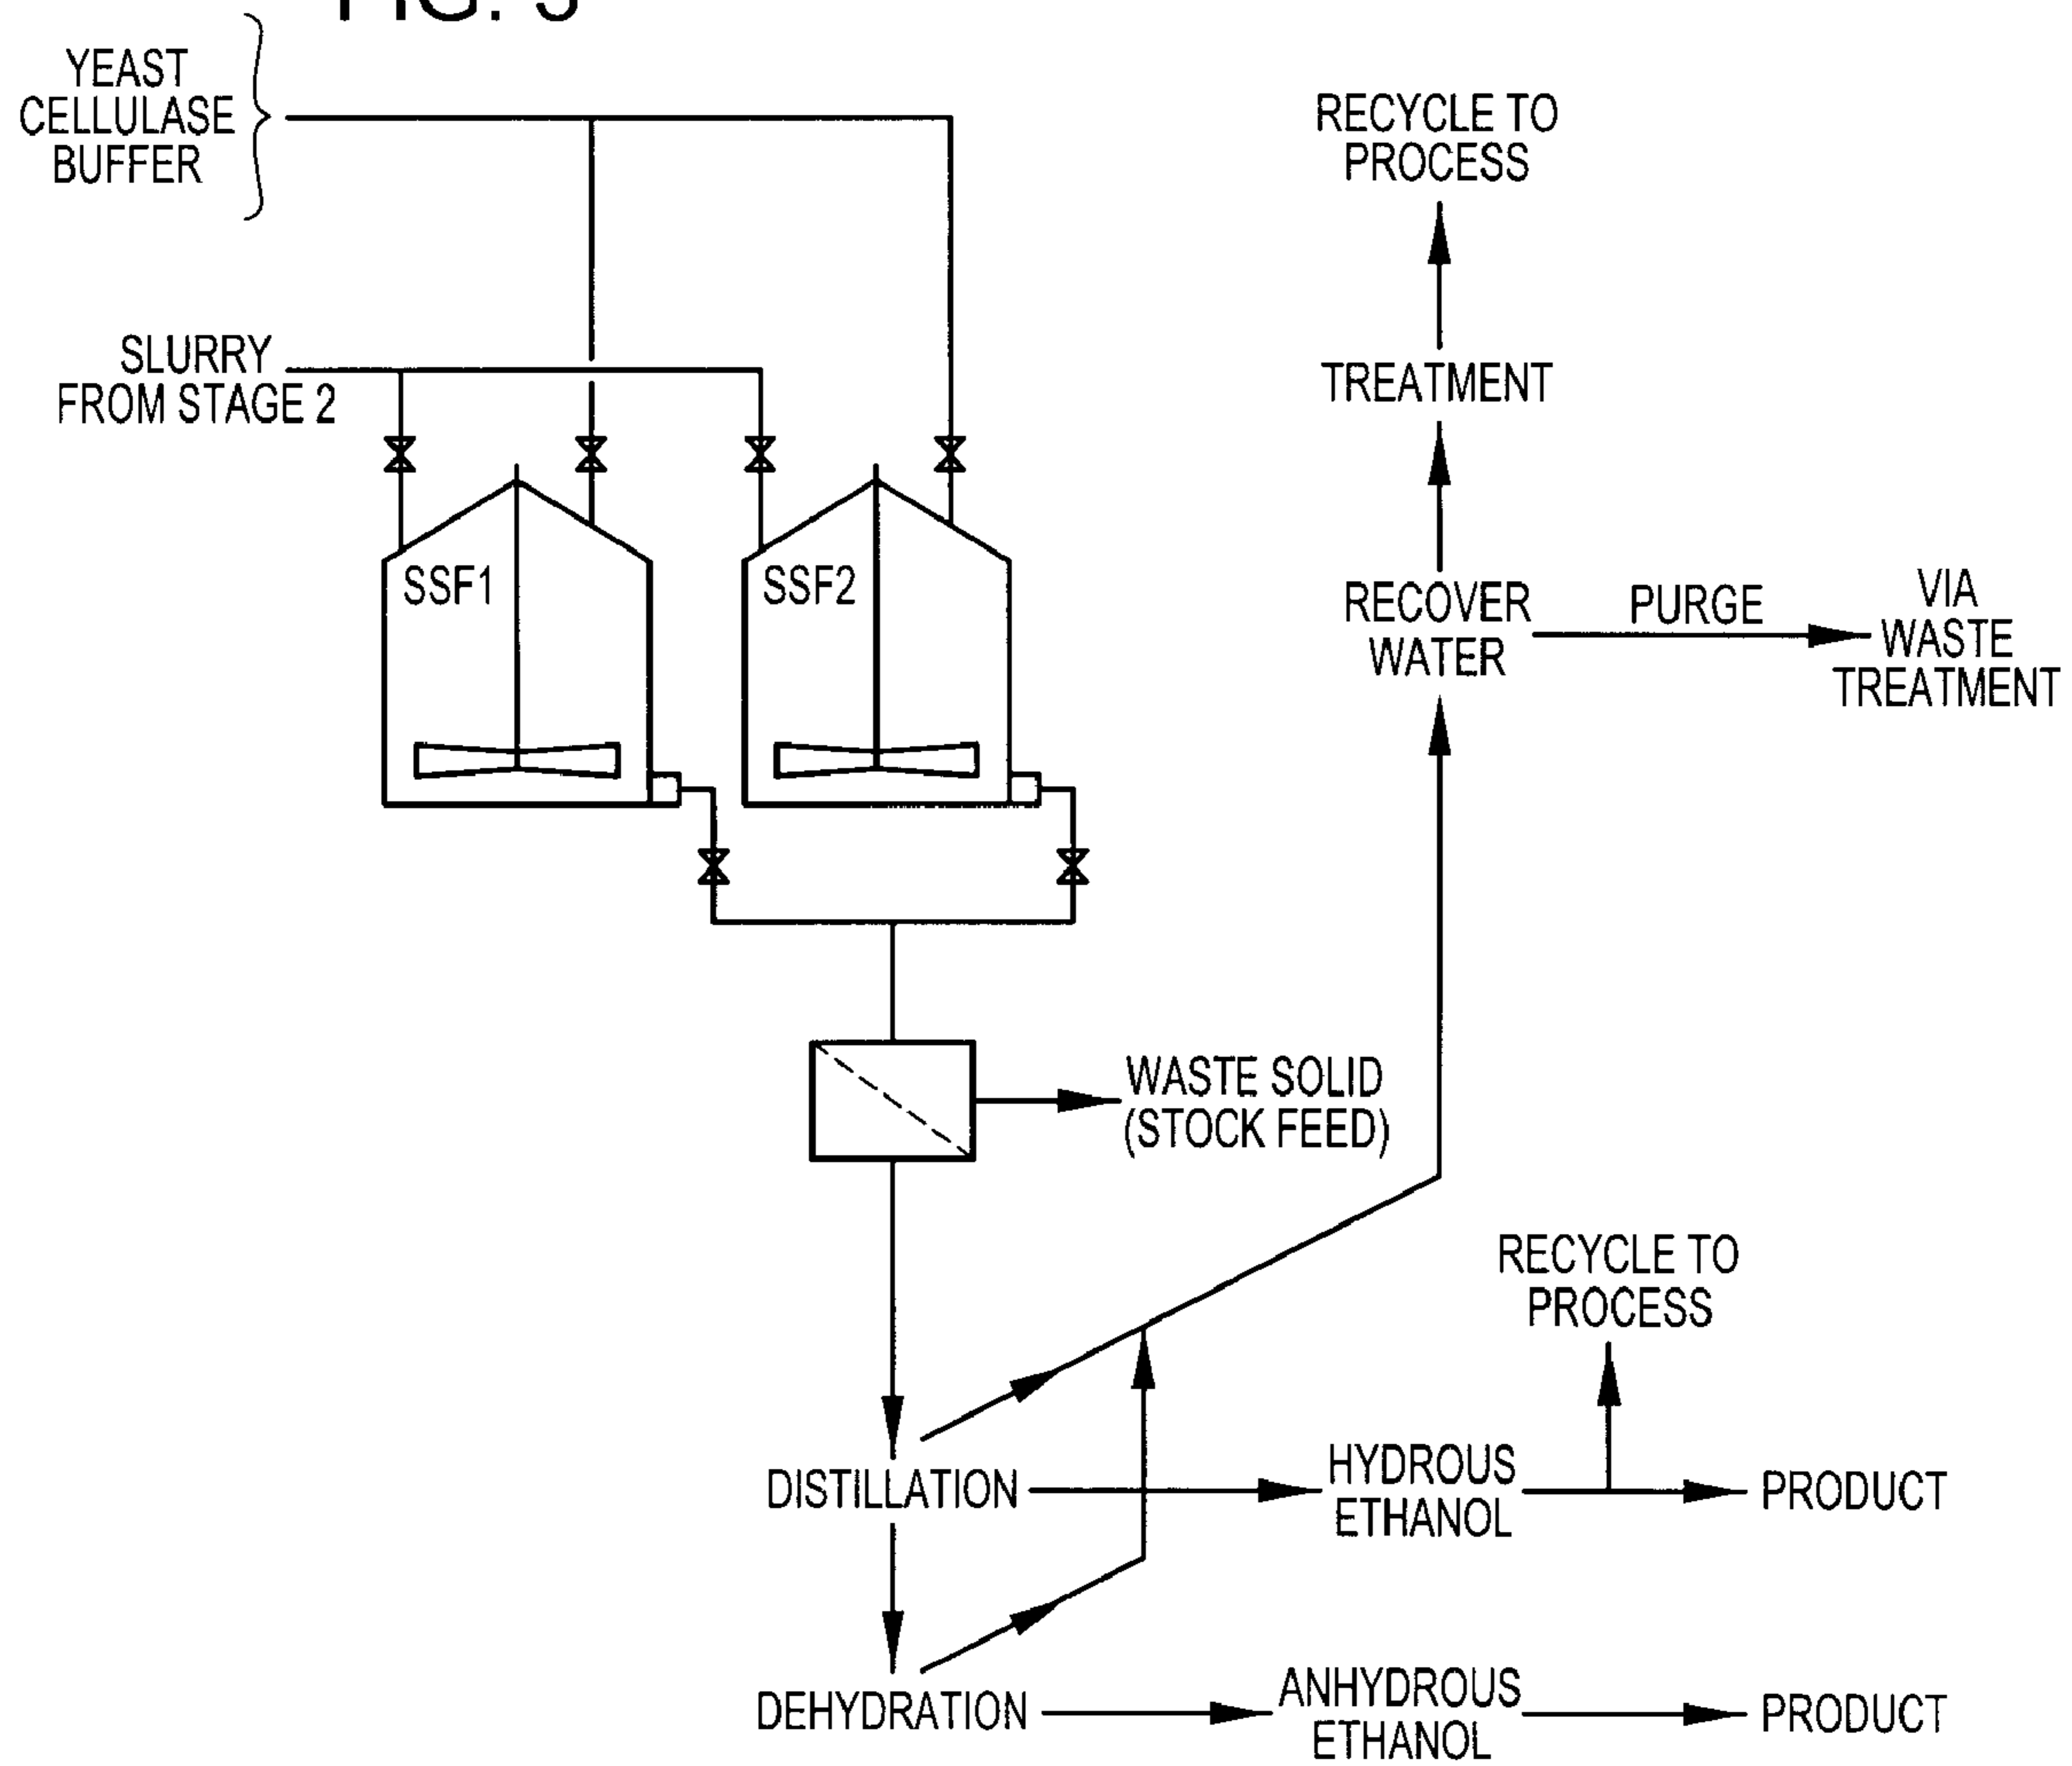 YEAST
CELLULASE
BUFFER
SLURRY
FROM STAGE 2
SSF1
SSF2
RECYCLE TO
PROCESS
TREATMENT
RECOVER
WATER
PURGE
VIA
WASTE
TREATMENT
WASTE SOLID
(STOCK FEED)
RECYCLE TO
PROCESS
DISTILLATION
HYDROUS
ETHANOL
PRODUCT
DEHYDRATION
ANHYDROUS
ETHANOL
PRODUCT